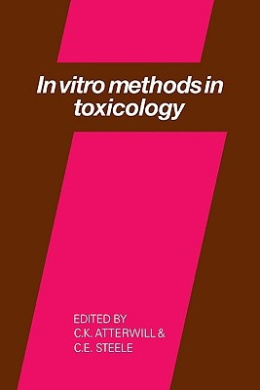 In vitro methods in
toxicology
EDITED BY
C.K. ATTERWILL &
C.E. STEELE